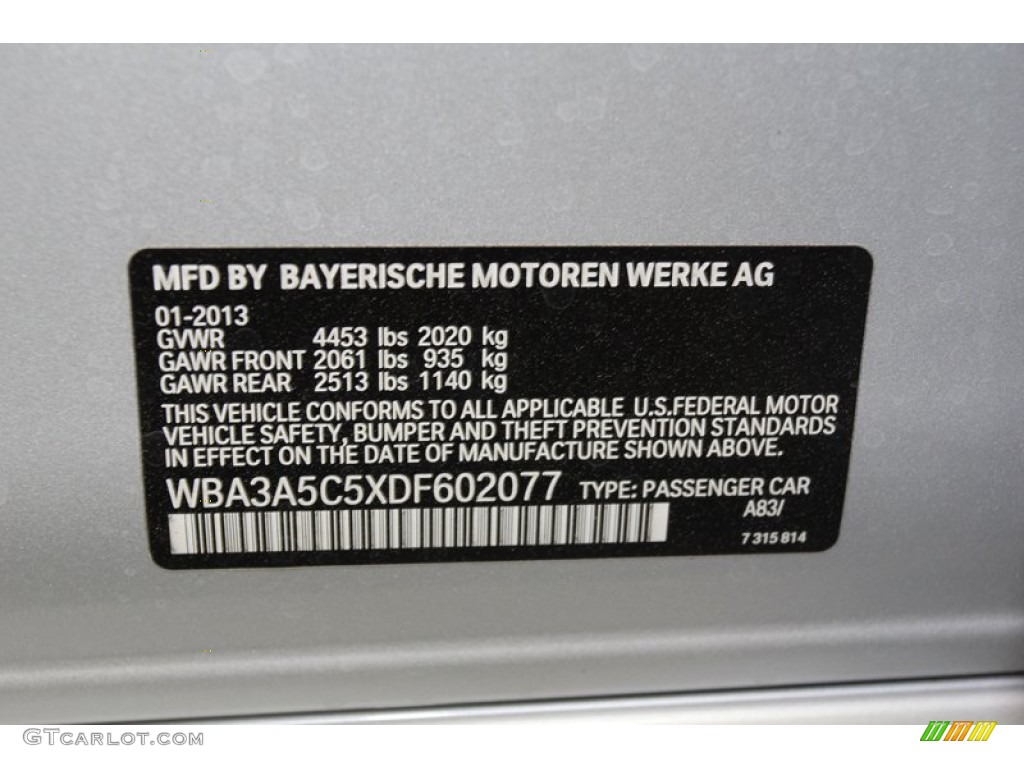 MFD BY BAYERISCHE MOTOREN WERKE AG
01-2013
GVWR 4453 lbs 2020 kg
GAWR FRONT 2061 lbs 935 kg
GAWR REAR 2513 lbs 1140 kg
THIS VEHICLE CONFORMS TO ALL APPLICABLE U.S.FEDERAL MOTOR
VEHICLE SAFETY, BUMPER AND THEFT PREVENTION STANDARDS
IN EFFECT ON THE DATE OF MANUFACTURE SHOWN ABOVE.
WBA3A5C5XDF602077 TYPE: PASSENGER CAR
A83/
7 315 814
GTCARLOT.COM